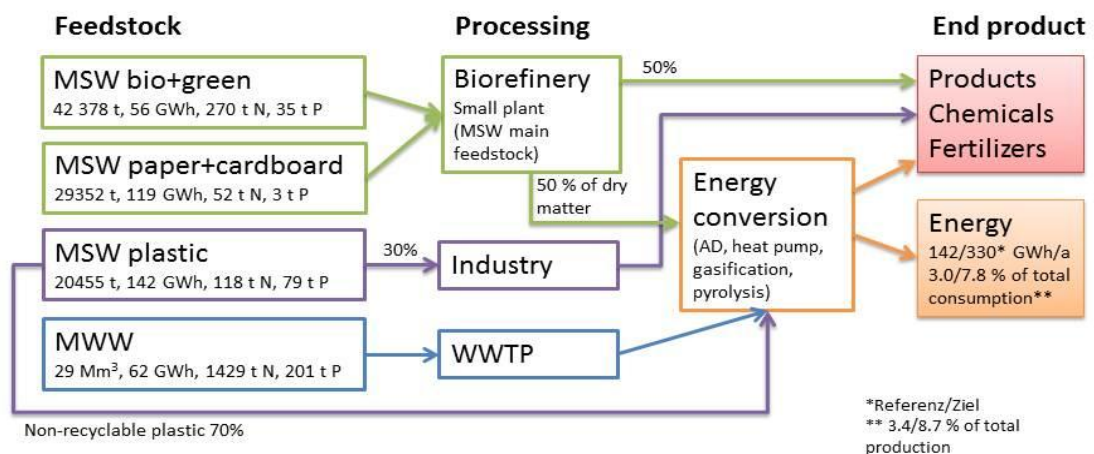 Feedstock
Processing
End product
MSW bio+green
42 378 t, 56 GWh, 270 t N, 35 t P
MSW paper+cardboard
29352 t, 119 GWh, 52 t N, 3 t P
MSW plastic
20455 t, 142 GWh, 118 t N, 79 t P
MWW
29 Mm³, 62 GWh, 1429 t N, 201 t P
Non-recyclable plastic 70%
30%
Biorefinery
Small plant
(MSW main
feedstock)
50%
50 % of dry
matter
Industry
WWTP
Energy
conversion
(AD, heat pump,
gasification,
pyrolysis)
Products
Chemicals
Fertilizers
Energy
142/330* GWh/a
3.0/7.8 % of total
consumption**
*Referenz/Ziel
** 3.4/8.7 % of total
production